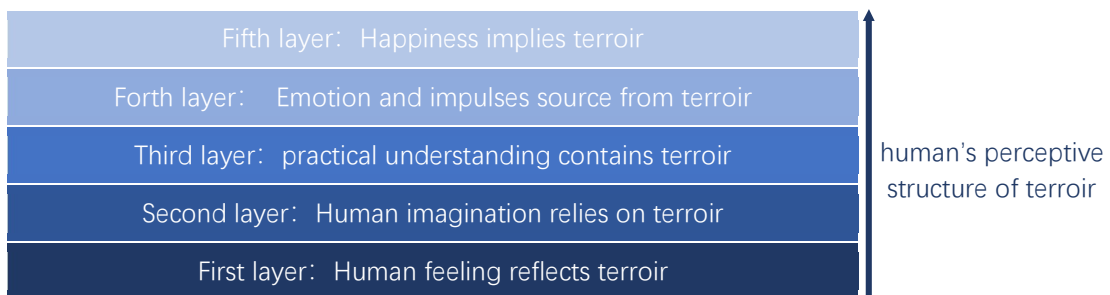 Fifth layer： Happiness implies terroir
Forth layer： Emotion and impulses source from terroir
Third layer： practical understanding contains terroir
Second layer： Human imagination relies on terroir
First layer： Human feeling reflects terroir
human's perceptive
structure of terroir